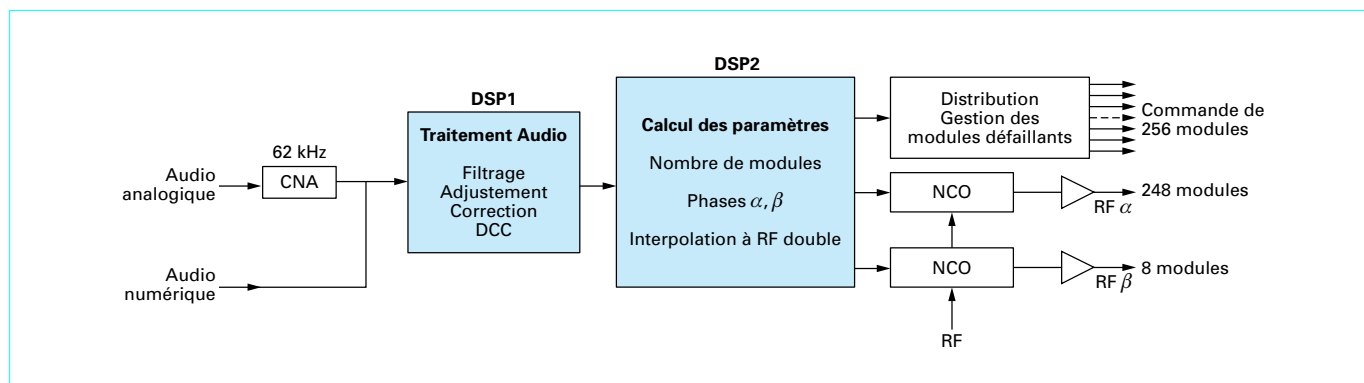 DSP2
DSP1
Distribution
Gestion des
modules défaillants
Commande de
256 modules
Traitement Audio
Calcul des paramètres
62 kHz
Audio
analogique
CNA
Filtrage
Adjustement
Correction
DCC
Nombre de modules
Phases α, β
Interpolation à RF double
NCO
RF α
248 modules
NCO
RF β
8 modules
Audio
numérique
RF